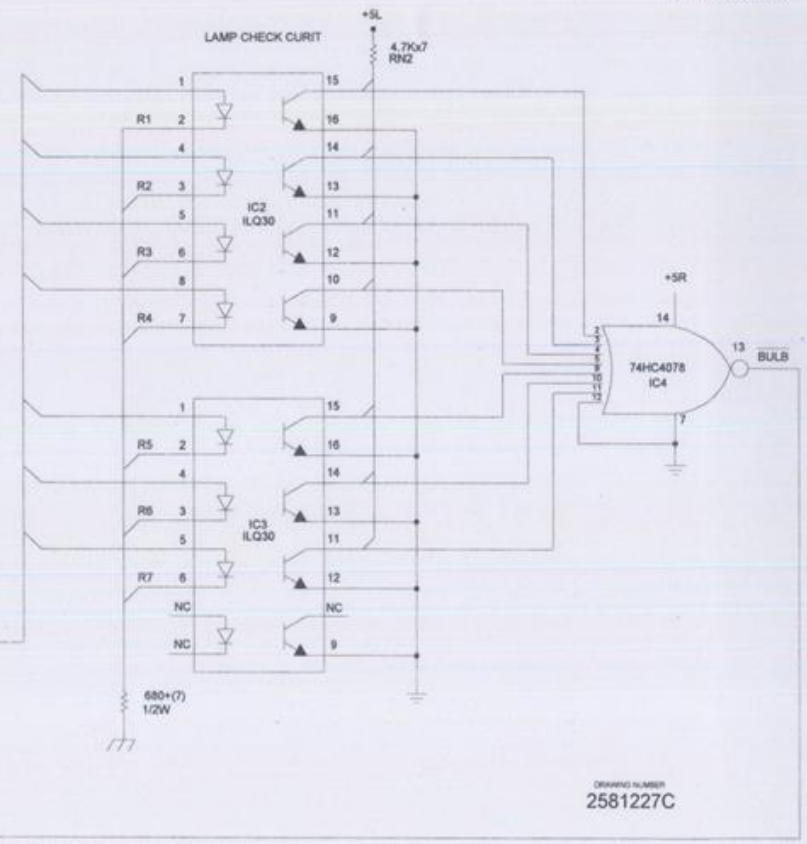 +5L
LAMP CHECK CURIT
4.7Kx7
RN2
1
15
R1 2
16
4
14
R2 3
13
IC2
ILQ30
5
11
R3 6
12
8
10
R4 7
9
+5R
14
2
3
4
5
9
10
11
12
74HC4078
IC4
13
BULB
7
1
15
R5 2
16
4
14
R6 3
13
IC3
ILQ30
5
11
R7 6
12
NC
NC
NC
9
680+(7)
1/2W
DRAWING NUMBER
2581227C